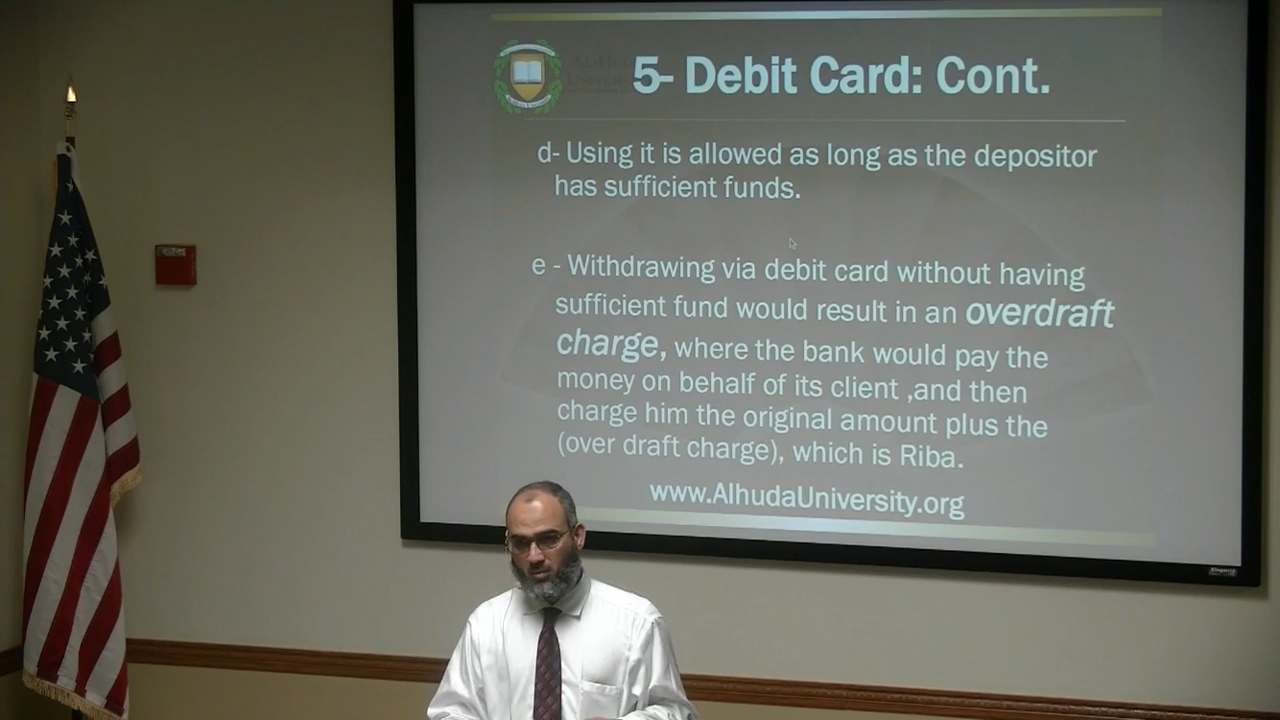 5- Debit Card: Cont.
d- Using it is allowed as long as the depositor
has sufficient funds.
e - Withdrawing via debit card without having
sufficient fund would result in an overdraft
charge, where the bank would pay the
money on behalf of its client ,and then
charge him the original amount plus the
(over draft charge), which is Riba.
www.AlhudaUniversity.org